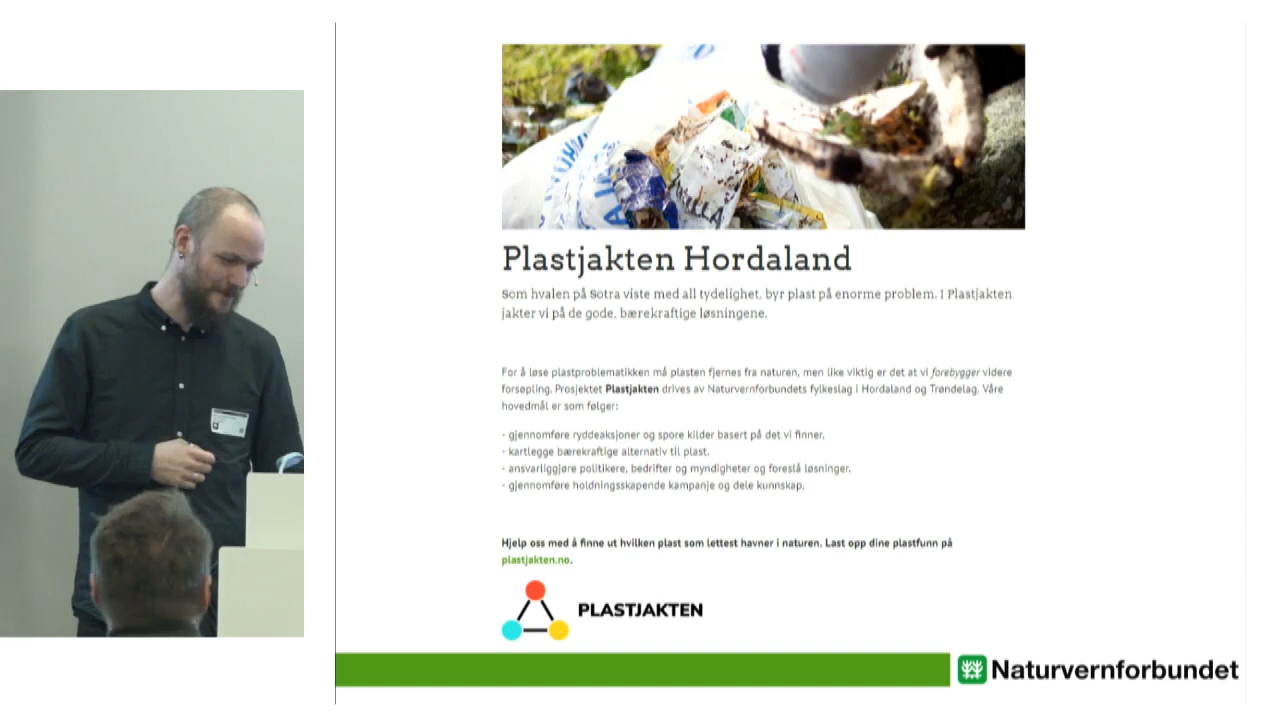 Plastjakten Hordaland
Som hvalen på Sotra viste med all tydelighet, byr plast på enorme problem. I Plastjakten
jakter vi på de gode, bærekraftige løsningene.
For å løse plastproblematikken må plasten fjernes fra naturen, men like viktig er det at vi forebygger videre
forsøpling. Prosjektet Plastjakten drives av Naturvernforbundets fylkeslag i Hordaland og Trøndelag. Våre
hovedmål er som følger:
- gjennomføre ryddeaksjoner og spore kilder basert på det vi finner.
- kartlegge bærekraftige alternativ til plast.
- ansvarliggjøre politikere, bedrifter og myndigheter og foreslå løsninger.
- gjennomføre holdningsskapende kampanje og dele kunnskap.
Hjelp oss med å finne ut hvilken plast som lettest havner i naturen. Last opp dine plastfunn på
plastjakten.no.
PLASTJAKTEN
Naturvernforbundet